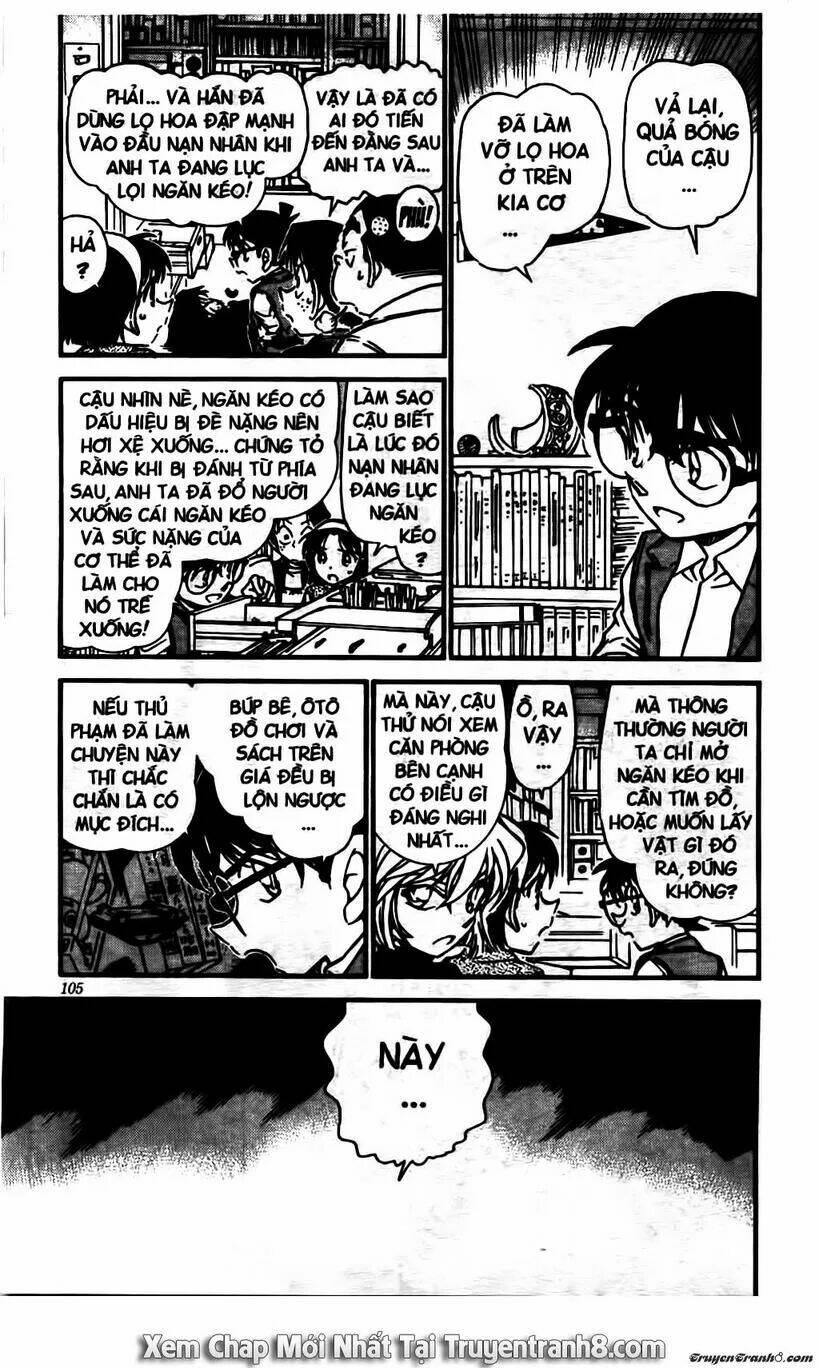 VẢ LẠI,
QUẢ BÓNG
CỦA CẬU
...
ĐÃ LÀM
VỠ LỌ HOA
Ở TRÊN
KIA CƠ
...
VẬY LÀ ĐÃ CÓ
AI ĐÓ TIẾN
ĐẾN ĐẰNG SAU
ANH TA VÀ...
PHẢI... VÀ HẮN ĐÃ
DÙNG LỌ HOA ĐẬP MẠNH
VÀO ĐẦU NẠN NHÂN KHI
ANH TA ĐANG LỤC
LỌI NGĂN KÉO!
PHÙ!
HẢ
?
LÀM SAO
CẬU BIẾT
LÀ LÚC ĐÓ
NẠN NHÂN
ĐANG LỤC
NGĂN
KÉO
?
CẬU NHÌN NÈ, NGĂN KÉO CÓ
DẤU HIỆU BỊ ĐÈ NẶNG NÊN
HƠI XỆ XUỐNG... CHỨNG TỎ
RẰNG KHI BỊ ĐÁNH TỪ PHÍA
SAU, ANH TA ĐÃ ĐỔ NGƯỜI
XUỐNG CÁI NGĂN KÉO
VÀ SỨC NẶNG CỦA
CƠ THỂ ĐÃ
LÀM CHO
NÓ TRỄ
XUỐNG!
MÀ THÔNG
THƯỜNG NGƯỜI
TA CHỈ MỞ
NGĂN KÉO KHI
CẦN TÌM ĐỒ,
HOẶC MUỐN LẤY
VẬT GÌ ĐÓ
RA, ĐÚNG
KHÔNG?
Ồ, RA
VẬY
...
MÀ NÀY, CẬU
THỬ NÓI XEM
CĂN PHÒNG
BÊN CẠNH
CÓ ĐIỀU GÌ
ĐÁNG NGHI
NHẤT...
BÚP BÊ, ÔTÔ
ĐỒ CHƠI VÀ
SÁCH TRÊN
GIÁ ĐỀU BỊ
LỘN NGƯỢC
...
NẾU THỦ
PHẠM ĐÃ LÀM
CHUYỆN NÀY
THÌ CHẮC
CHẮN LÀ CÓ
MỤC ĐÍCH...
105
NÀY
...
Xem Chap Mới Nhất Tại Truyentranh8.com
TruyenTranh8.com